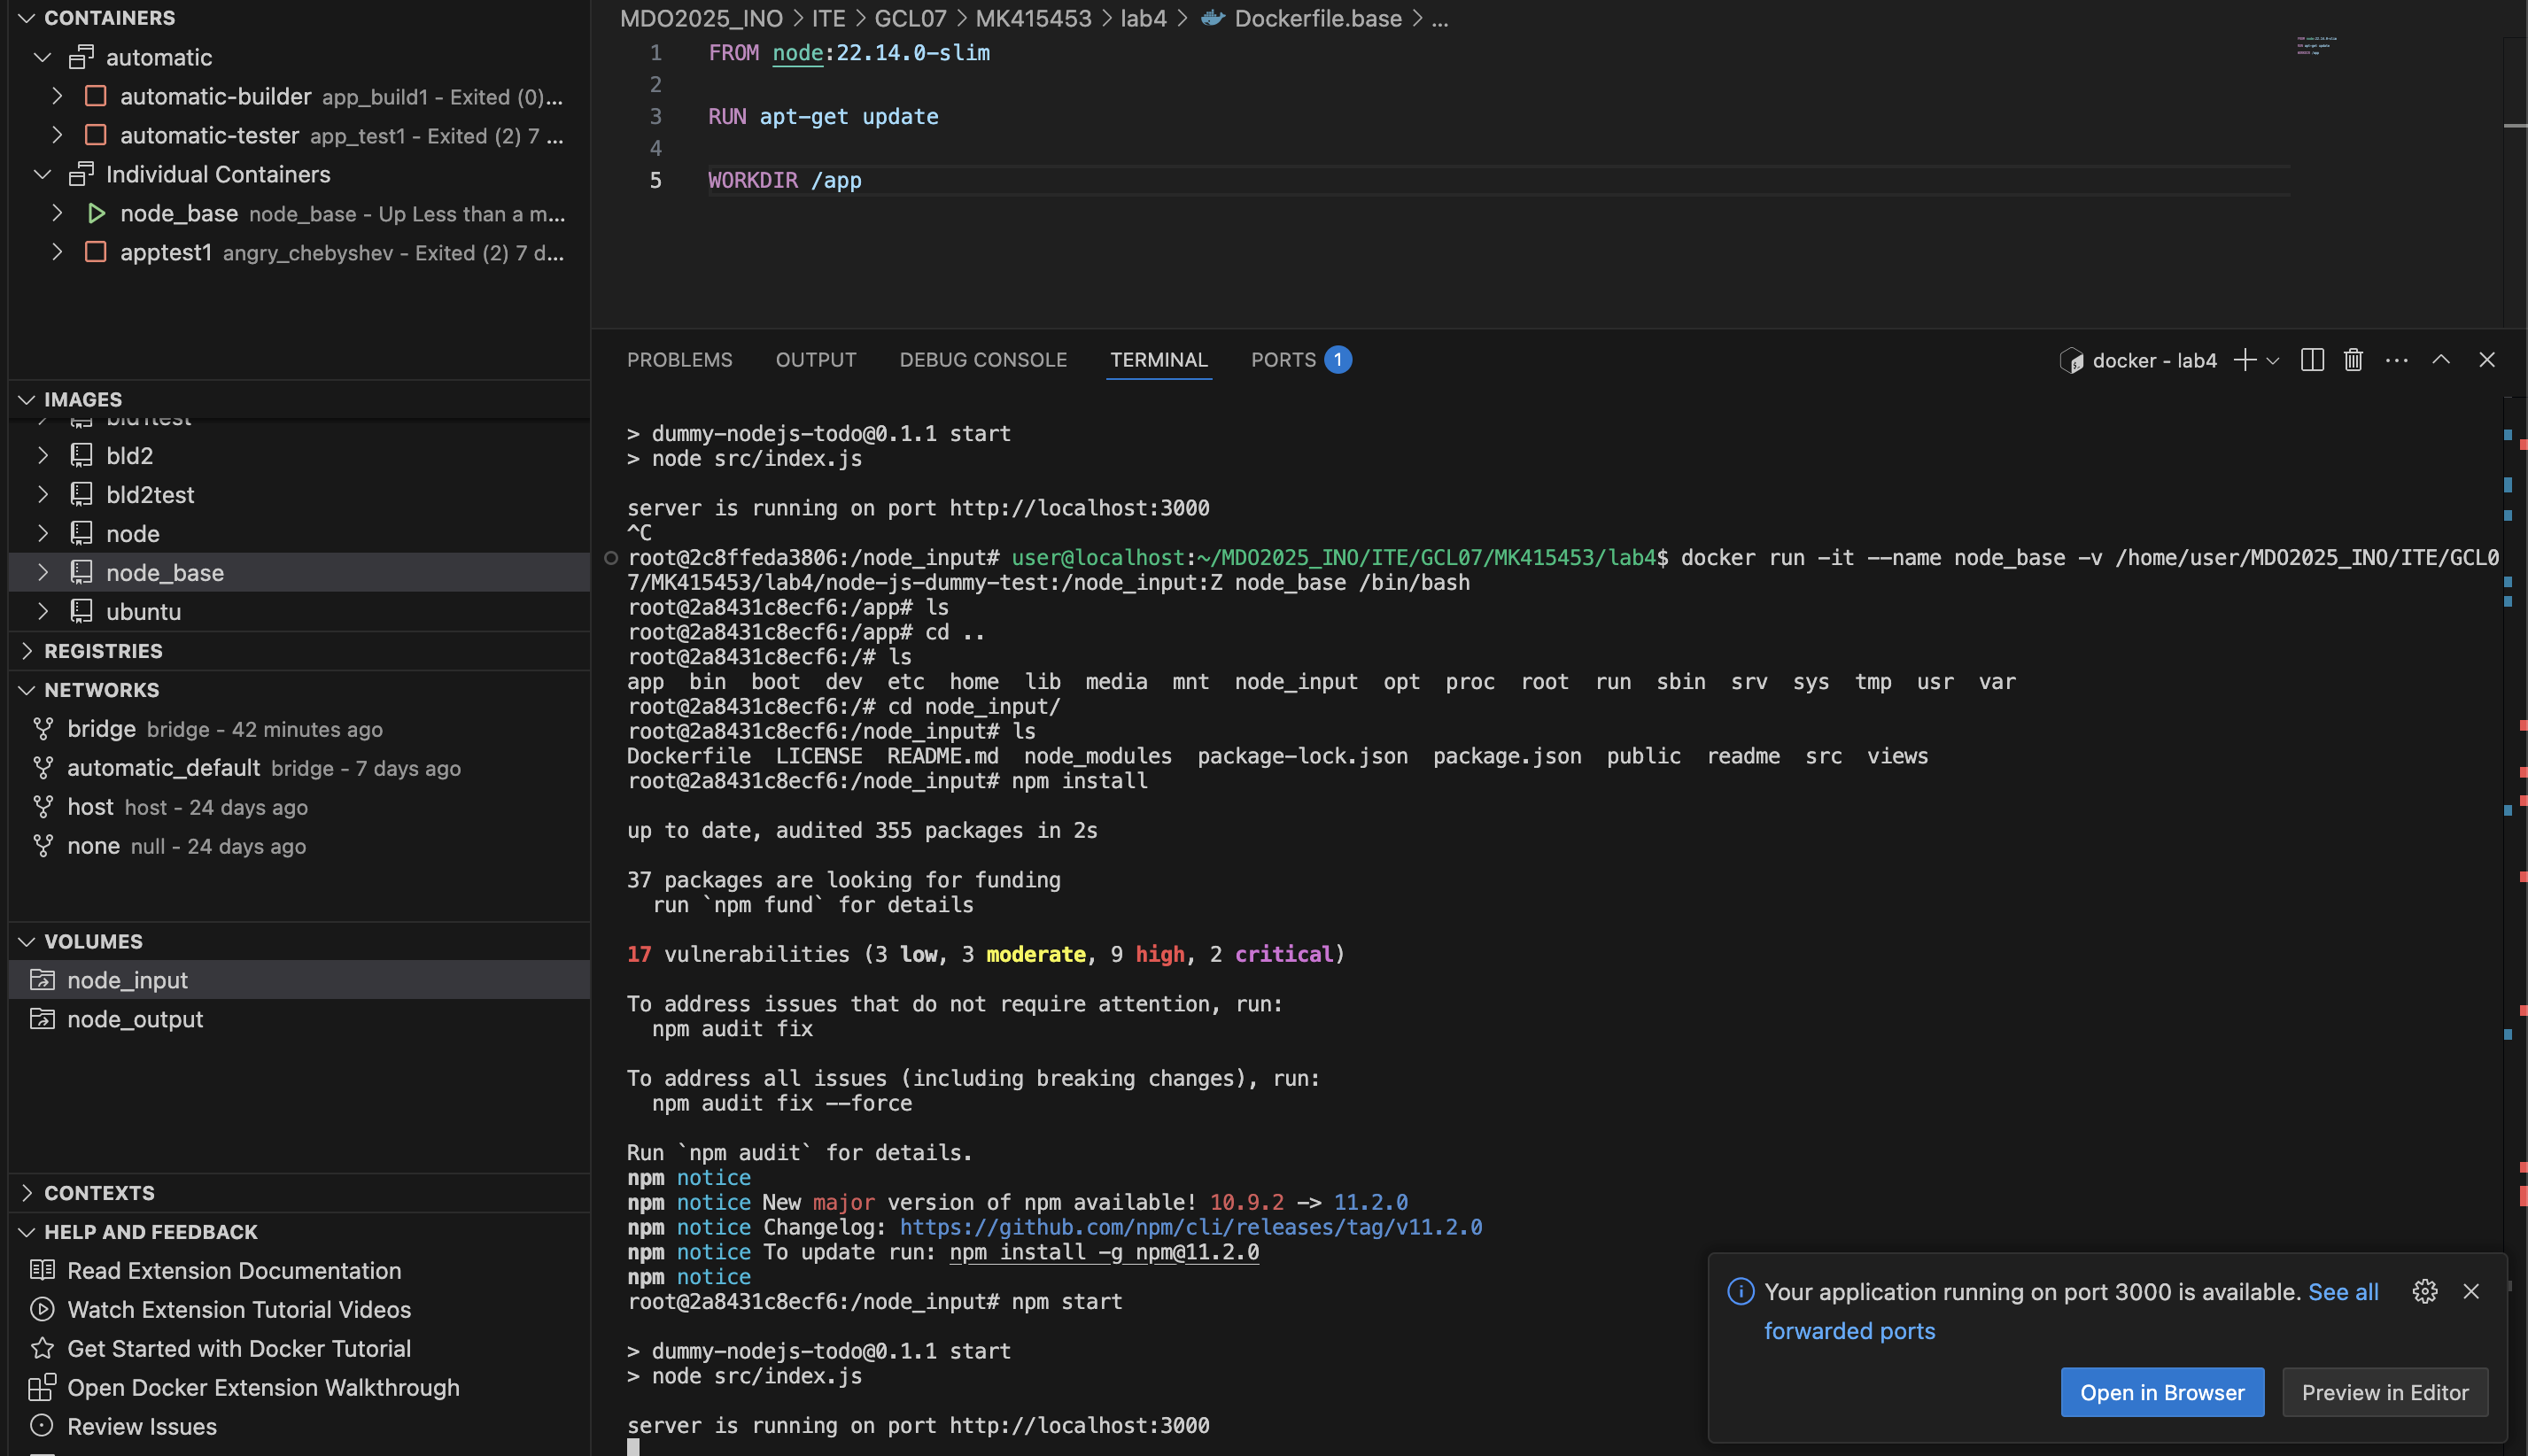 CONTAINERS
automatic
automatic-builder app_build1 - Exited (0)...
automatic-tester app_test1 - Exited (2) 7 ...
Individual Containers
node_base node_base - Up Less than a m...
apptest1 angry_chebyshev - Exited (2) 7 d...
IMAGES
bld1test
bld2
bld2test
node
node_base
ubuntu
REGISTRIES
NETWORKS
bridge bridge - 42 minutes ago
automatic_default bridge - 7 days ago
host host - 24 days ago
none null - 24 days ago
VOLUMES
node_input
node_output
CONTEXTS
HELP AND FEEDBACK
Read Extension Documentation
Watch Extension Tutorial Videos
Get Started with Docker Tutorial
Open Docker Extension Walkthrough
Review Issues
MDO2025_INO > ITE > GCL07 > MK415453 > lab4 > Dockerfile.base > ...
1 FROM node:22.14.0-slim
2
3 RUN apt-get update
4
5 WORKDIR /app
PROBLEMS OUTPUT DEBUG CONSOLE TERMINAL PORTS 1 docker - lab4
> dummy-nodejs-todo@0.1.1 start
> node src/index.js
server is running on port http://localhost:3000
^C
root@2c8ffeda3806:/node_input# user@localhost:~/MDO2025_INO/ITE/GCL07/MK415453/lab4$ docker run -it --name node_base -v /home/user/MDO2025_INO/ITE/GCL0
7/MK415453/lab4/node-js-dummy-test:/node_input:Z node_base /bin/bash
root@2a8431c8ecf6:/app# ls
root@2a8431c8ecf6:/app# cd ..
root@2a8431c8ecf6:/# ls
app bin boot dev etc home lib media mnt node_input opt proc root run sbin srv sys tmp usr var
root@2a8431c8ecf6:/# cd node_input/
root@2a8431c8ecf6:/node_input# ls
Dockerfile LICENSE README.md node_modules package-lock.json package.json public readme src views
root@2a8431c8ecf6:/node_input# npm install
up to date, audited 355 packages in 2s
37 packages are looking for funding
run `npm fund` for details
17 vulnerabilities (3 low, 3 moderate, 9 high, 2 critical)
To address issues that do not require attention, run:
npm audit fix
To address all issues (including breaking changes), run:
npm audit fix --force
Run `npm audit` for details.
npm notice
npm notice New major version of npm available! 10.9.2 -> 11.2.0
npm notice Changelog: https://github.com/npm/cli/releases/tag/v11.2.0
npm notice To update run: npm install -g npm@11.2.0
npm notice
root@2a8431c8ecf6:/node_input# npm start
> dummy-nodejs-todo@0.1.1 start
> node src/index.js
server is running on port http://localhost:3000
Your application running on port 3000 is available. See all
forwarded ports
Open in Browser Preview in Editor